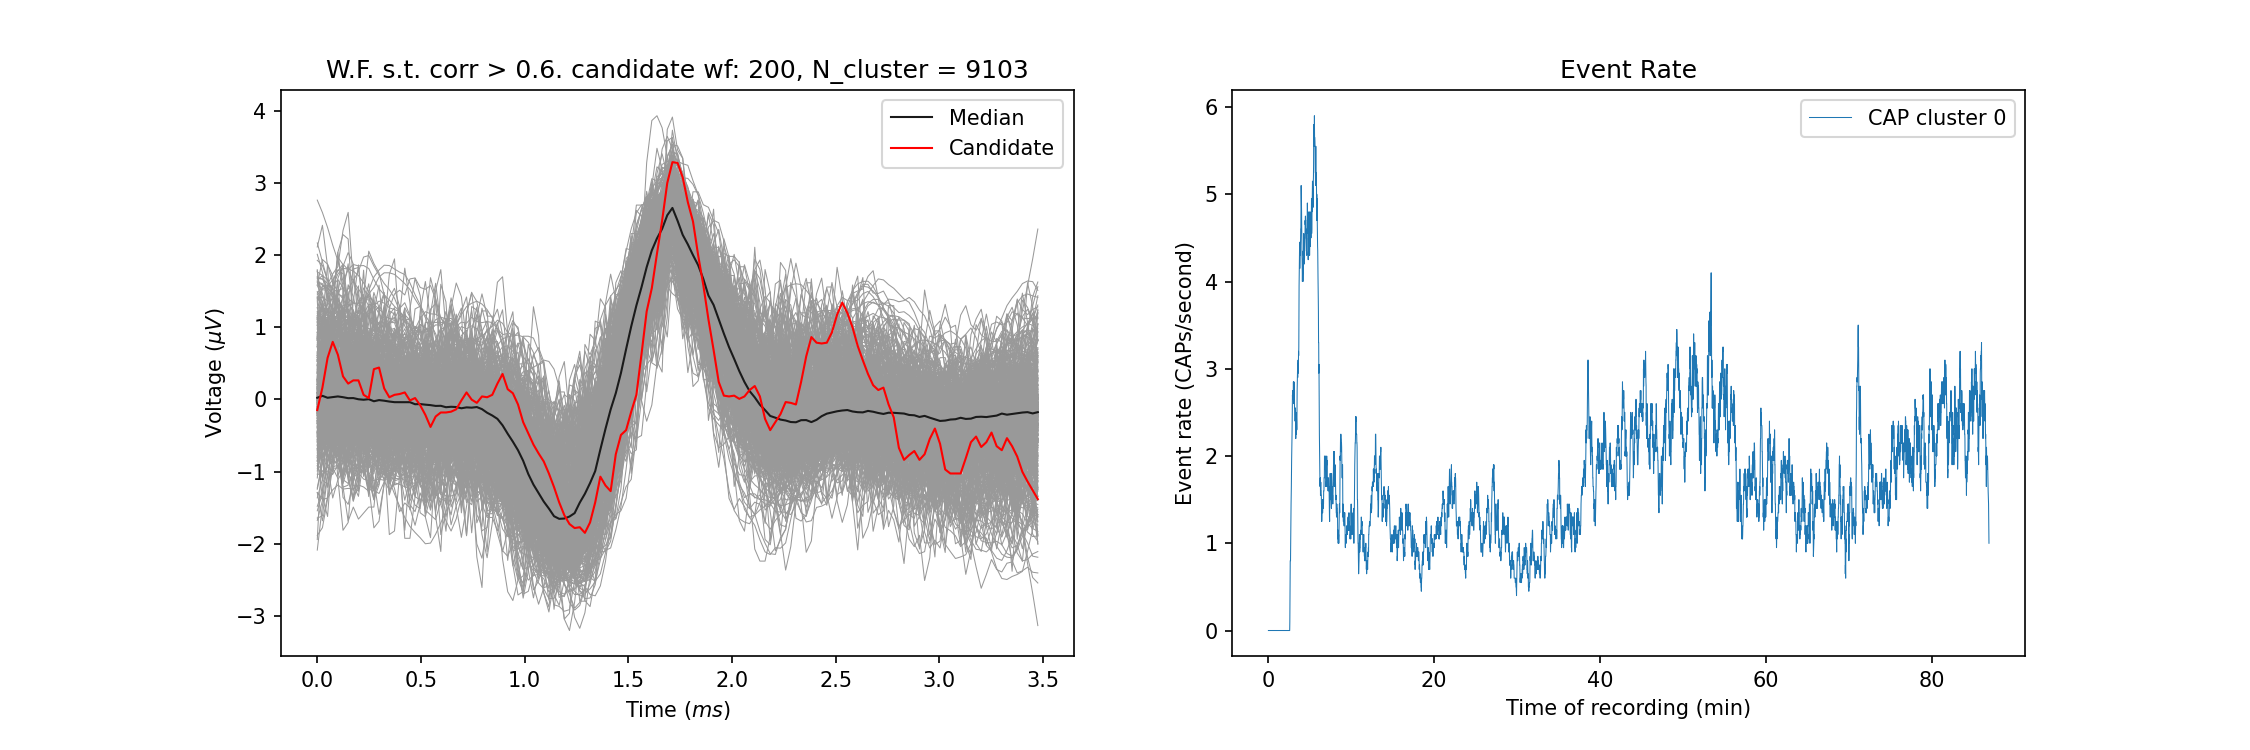 W.F. s.t. corr > 0.6. candidate wf: 200, N_cluster = 9103
Median
Candidate
4
3
2
1
0
−1
−2
−3
Voltage (μV)
0.0 0.5 1.0 1.5 2.0 2.5 3.0 3.5
Time (ms)
Event Rate
CAP cluster 0
6
5
4
3
2
1
0
Event rate (CAPs/second)
0 20 40 60 80
Time of recording (min)